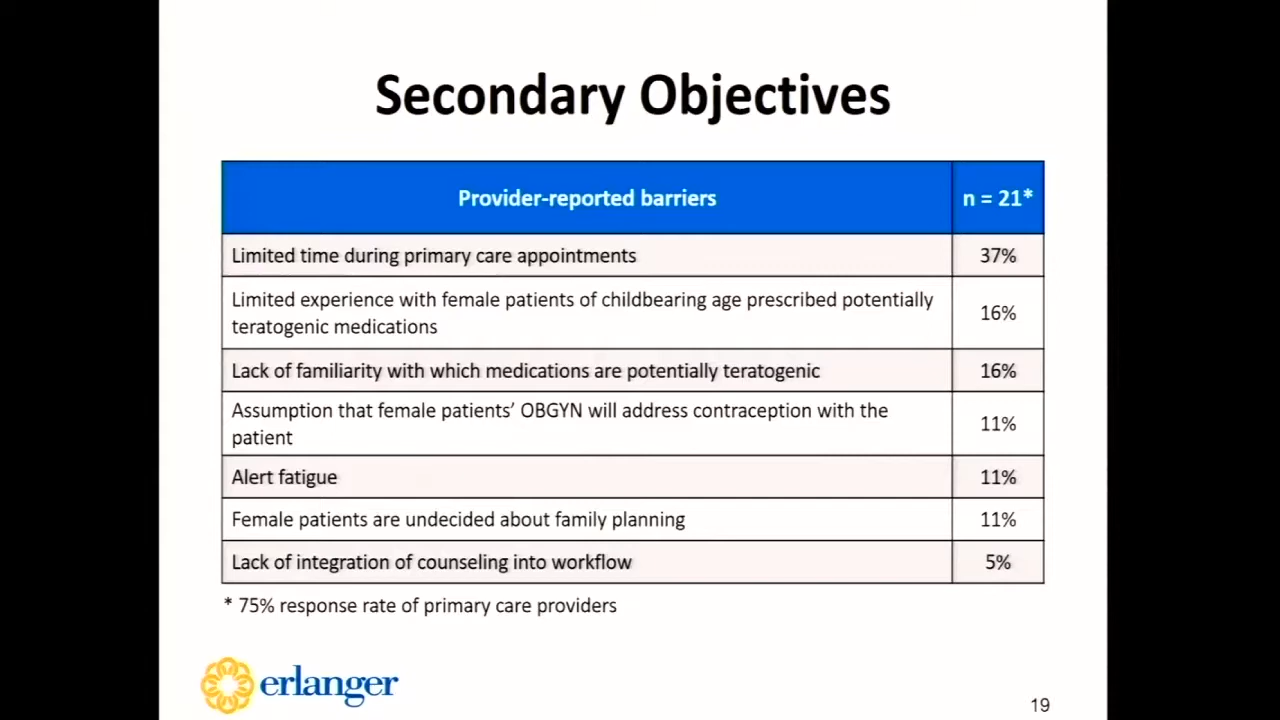 Secondary Objectives
Provider-reported barriers n = 21*
Limited time during primary care appointments 37%
Limited experience with female patients of childbearing age prescribed potentially
teratogenic medications 16%
Lack of familiarity with which medications are potentially teratogenic 16%
Assumption that female patients’ OBGYN will address contraception with the
patient 11%
Alert fatigue 11%
Female patients are undecided about family planning 11%
Lack of integration of counseling into workflow 5%
* 75% response rate of primary care providers
erlanger
19